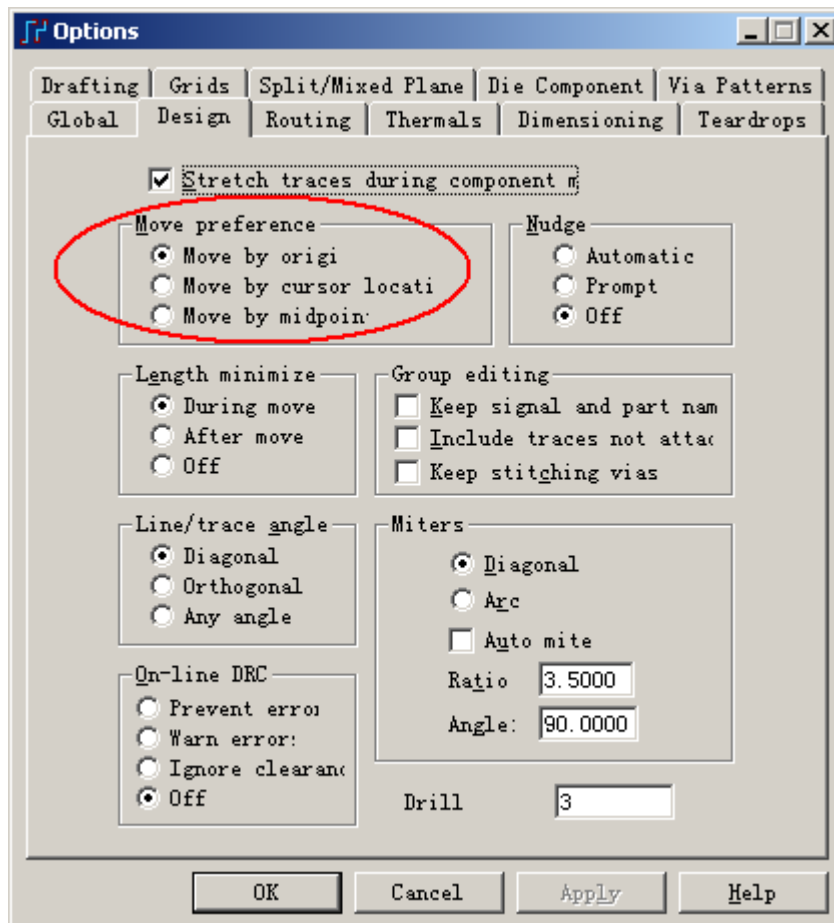 Options
Drafting Grids Split/Mixed Plane Die Component Via Patterns
Global Design Routing Thermals Dimensioning Teardrops
Stretch traces during component m
Move preference
Move by origi
Move by cursor locati
Move by midpoin
Nudge
Automatic
Prompt
Off
Length minimize
During move
After move
Off
Group editing
Keep signal and part nam
Include traces not attac
Keep stitching vias
Line/trace angle
Diagonal
Orthogonal
Any angle
Miters
Diagonal
Arc
Auto mite
Ratio 3.5000
Angle: 90.0000
On-line DRC
Prevent error
Warn error:
Ignore clearanc
Off
Drill 3
OK Cancel Apply Help